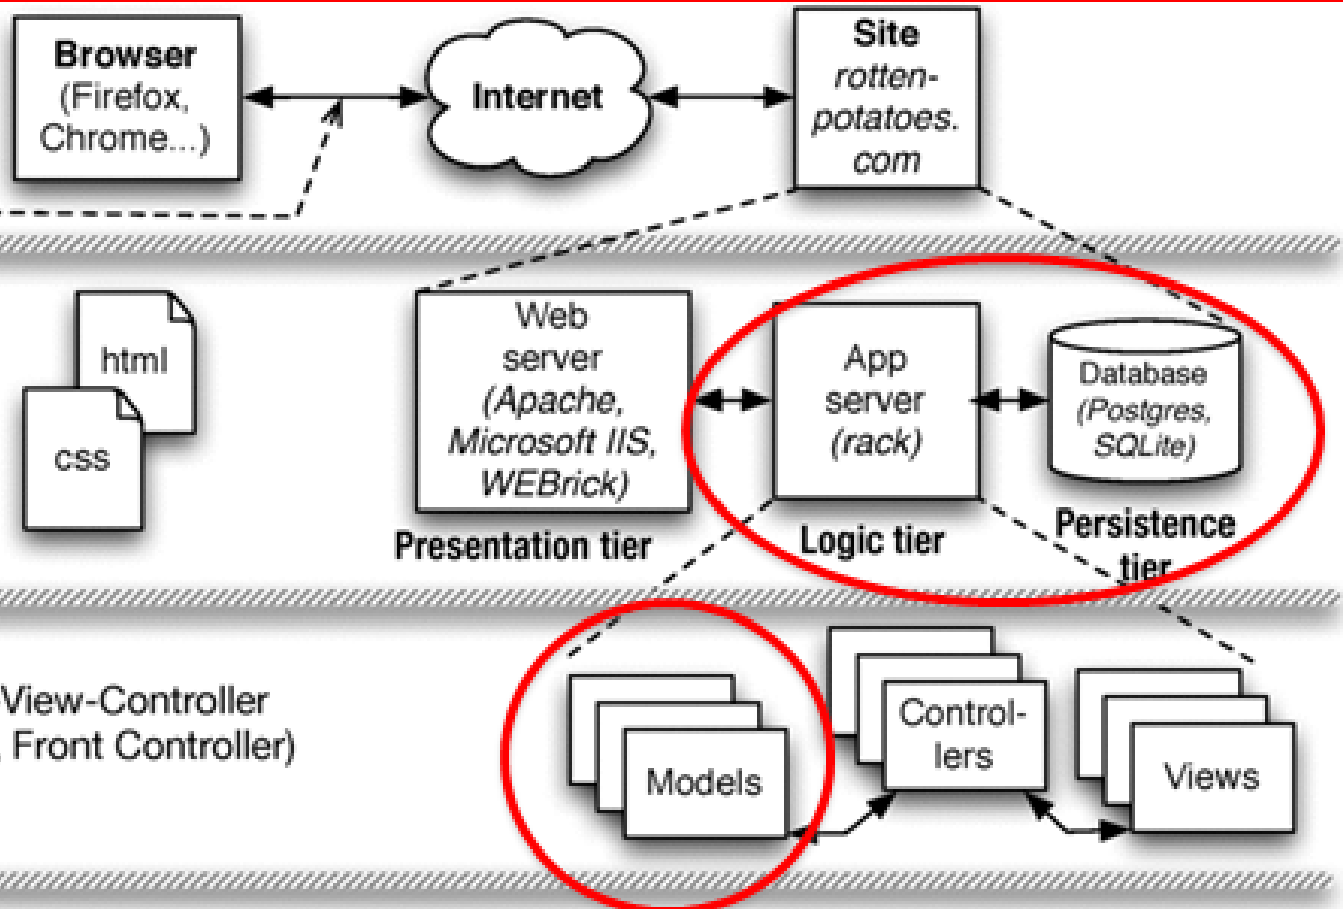 Browser
(Firefox,
Chrome...)
Internet
Site
rotten-
potatoes.
com
html
css
Web
server
(Apache,
Microsoft IIS,
WEBrick)
Presentation tier
App
server
(rack)
Logic tier
Database
(Postgres,
SQLite)
Persistence
tier
-View-Controller
, Front Controller)
Models
Control-
lers
Views